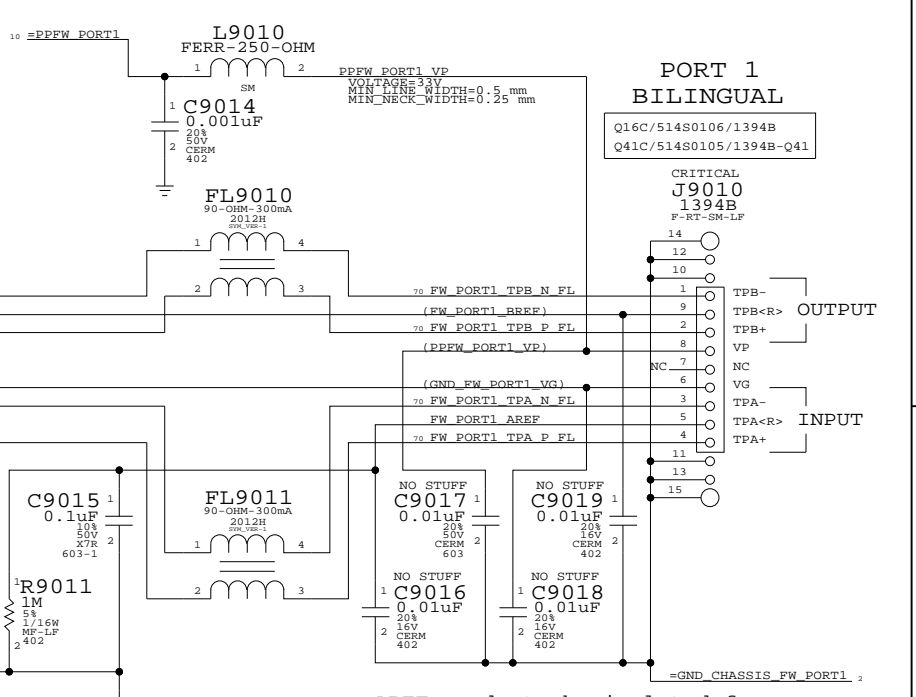 10 =PPFW_PORT1
L9010
FERR-250-OHM
1 2
SM
PPFW_PORT1_VP
VOLTAGE=33V
MIN_LINE_WIDTH=0.5 mm
MIN_NECK_WIDTH=0.25 mm
1 C9014
0.001uF
20%
50V
2 CERM
402
PORT 1
BILINGUAL
Q16C/514S0106/1394B
Q41C/514S0105/1394B-Q41
CRITICAL
J9010
1394B
F-RT-SM-LF
FL9010
90-OHM-300mA
2012H
SYM_VER-1
1 4
2 3
14
12
10
70 FW_PORT1_TPB_N_FL 1 TPB-
(FW_PORT1_BREF) 9 TPB<R>
OUTPUT
70 FW_PORT1_TPB_P_FL 2 TPB+
(PPFW_PORT1_VP) 8 VP
NC 7 NC
(GND_FW_PORT1_VG) 6 VG
70 FW_PORT1_TPA_N_FL 3 TPA-
FW_PORT1_AREF 5 TPA<R>
INPUT
70 FW_PORT1_TPA_P_FL 4 TPA+
11
13
15
C9015 1
0.1uF
10%
50V 2
X7R
603-1
FL9011
90-OHM-300mA
2012H
SYM_VER-1
1 4
2 3
NO STUFF
C9017 1
0.01uF
20%
50V 2
CERM
603
NO STUFF
C9019 1
0.01uF
20%
16V 2
CERM
402
1 R9011
1M
5%
1/16W
MF-LF
2 402
NO STUFF
1 C9016
0.01uF
20%
2 16V
CERM
402
NO STUFF
1 C9018
0.01uF
20%
2 16V
CERM
402
=GND_CHASSIS_FW_PORT1 2